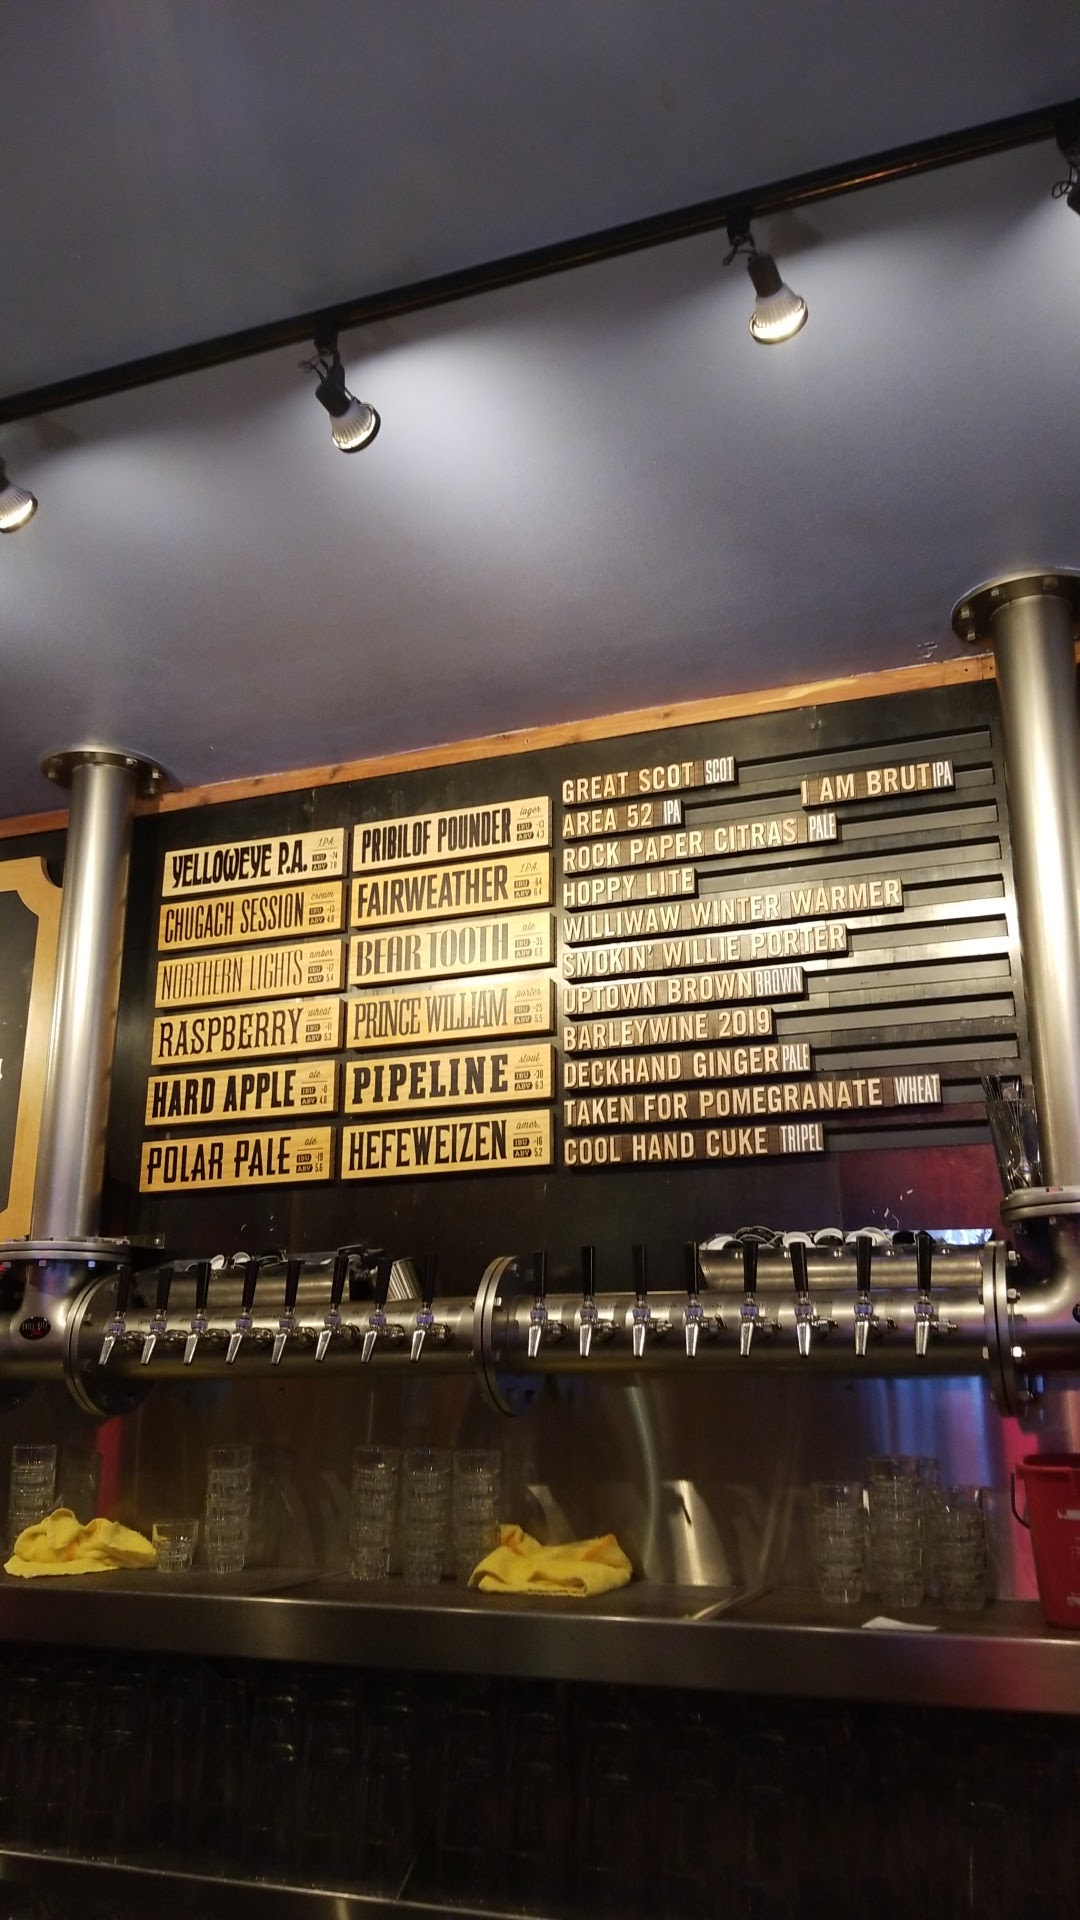 YELLOWEYE P.A. I.P.A.
CHUGACH SESSION cream
NORTHERN LIGHTS amber
RASPBERRY wheat
HARD APPLE ale
POLAR PALE ale
PRIBILOF POUNDER lager
FAIRWEATHER I.P.A.
BEAR TOOTH ale
PRINCE WILLIAM porter
PIPELINE stout
HEFEWEIZEN amer.
GREAT SCOT SCOT
I AM BRUT IPA
AREA 52 IPA
ROCK PAPER CITRAS PALE
HOPPY LITE
WILLIWAW WINTER WARMER
SMOKIN' WILLIE PORTER
UPTOWN BROWN BROWN
BARLEYWINE 2019
DECKHAND GINGER PALE
TAKEN FOR POMEGRANATE WHEAT
COOL HAND CUKE TRIPEL